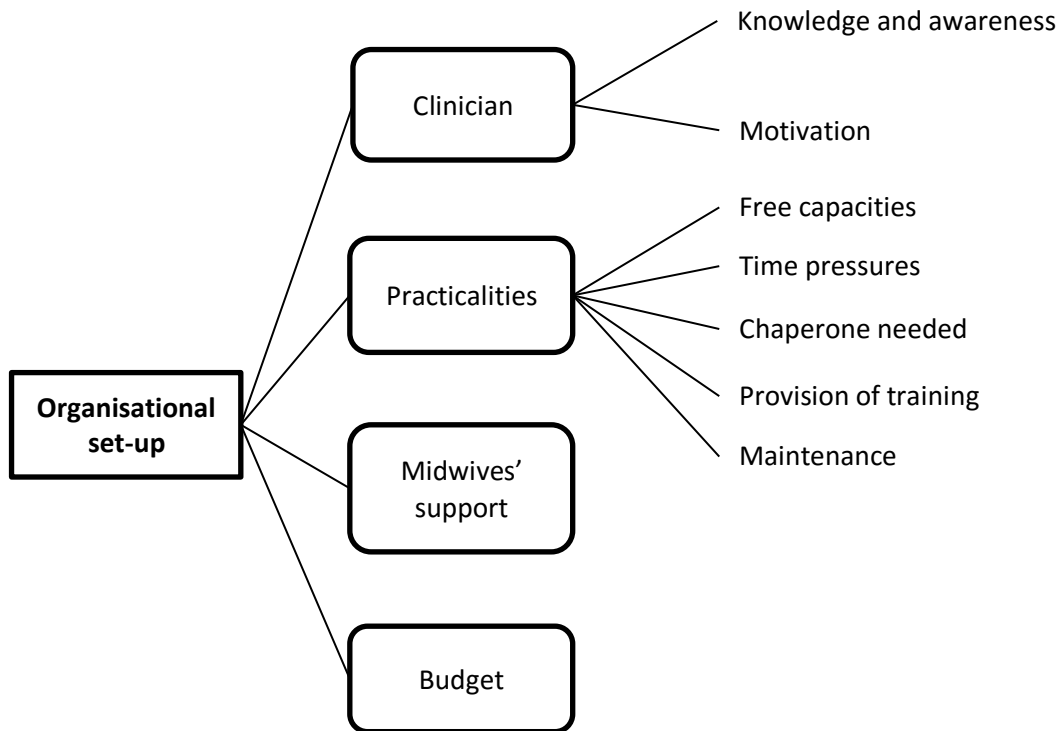 Knowledge and awareness
Clinician
Motivation
Free capacities
Time pressures
Practicalities
Chaperone needed
Provision of training
Organisational
set-up
Maintenance
Midwives’
support
Budget